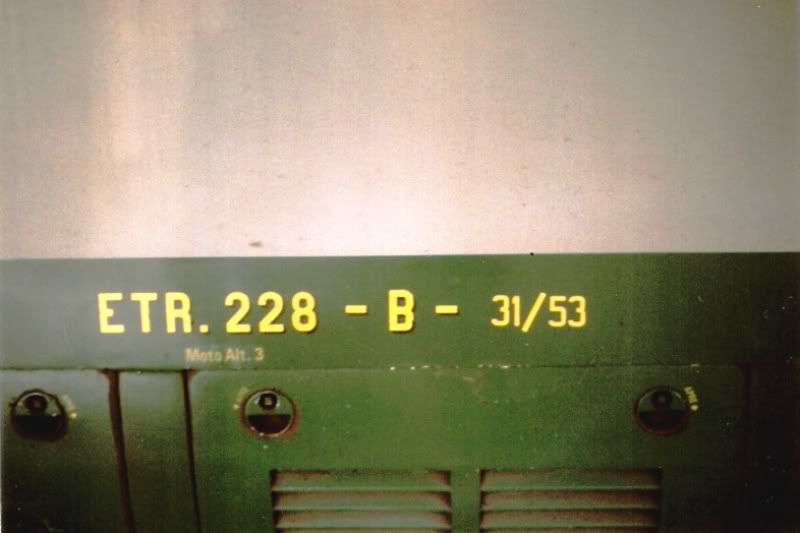 ETR. 228 - B - 31/53
Moto Alt. 3